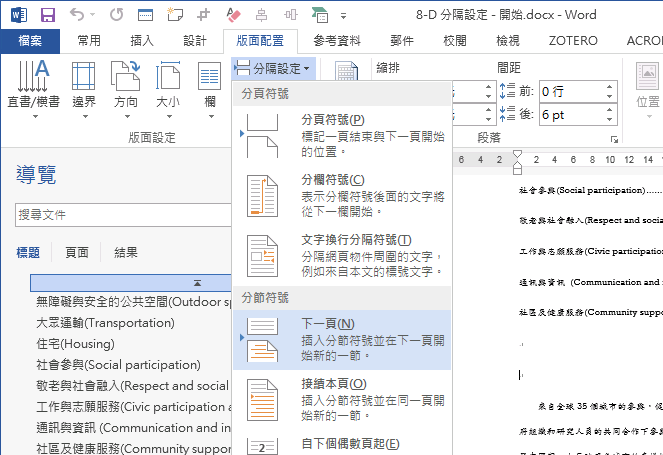 8-D 分隔設定 - 開始.docx - Word
檔案 常用 插入 設計 版面配置 參考資料 郵件 校閱 檢視 ZOTERO ACRO
直書/橫書 邊界 方向 大小 欄
分隔設定
縮排 間距
前: 0 行
後: 6 pt
位置
版面設定
段落
分頁符號
分頁符號(P)
標記一頁結束與下一頁開始
的位置。
分欄符號(C)
表示分欄符號後面的文字將
從下一欄開始。
文字換行分隔符號(T)
分隔網頁物件周圍的文字,
例如來自本文的標號文字。
分節符號
下一頁(N)
插入分節符號並在下一頁開
始新的一節。
接續本頁(O)
插入分節符號並在同一頁開
始新的一節。
自下個偶數頁起(E)
導覽
搜尋文件
標題 頁面 結果
無障礙與安全的公共空間(Outdoor sp
大眾運輸(Transportation)
住宅(Housing)
社會參與(Social participation)
敬老與社會融入(Respect and social
工作與志願服務(Civic participation a
通訊與資訊 (Communication and in
社區及健康服務(Community suppo
6 4 2 2 4 6 8 10 12 14
社會參與(Social participation)......
敬老與社會融入(Respect and socia
工作與志願服務(Civic participation
通訊與資訊 (Communication and i
社區及健康服務(Community suppor
來自全球 35 個城市的參與，促
府組織和研究人員的共同合作下參與